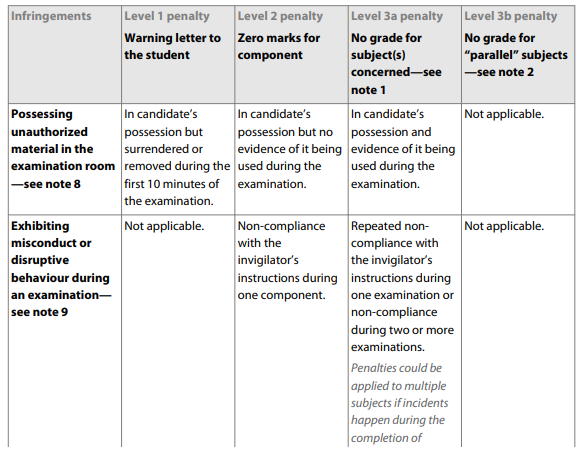 Infringements
Level 1 penalty
Warning letter to
the student
Level 2 penalty
Zero marks for
component
Level 3a penalty
No grade for
subject(s)
concerned—see
note 1
Level 3b penalty
No grade for
“parallel” subjects
—see note 2
Possessing
unauthorized
material in the
examination room
—see note 8
In candidate’s
possession but
surrendered or
removed during the
first 10 minutes of
the examination.
In candidate’s
possession but no
evidence of it being
used during the
examination.
In candidate’s
possession and
evidence of it being
used during the
examination.
Not applicable.
Exhibiting
misconduct or
disruptive
behaviour during
an examination—
see note 9
Not applicable.
Non-compliance
with the
invigilator’s
instructions during
one component.
Repeated non-
compliance with
the invigilator’s
instructions during
one examination or
non-compliance
during two or more
examinations.
Penalties could be
applied to multiple
subjects if incidents
happen during the
completion of
Not applicable.